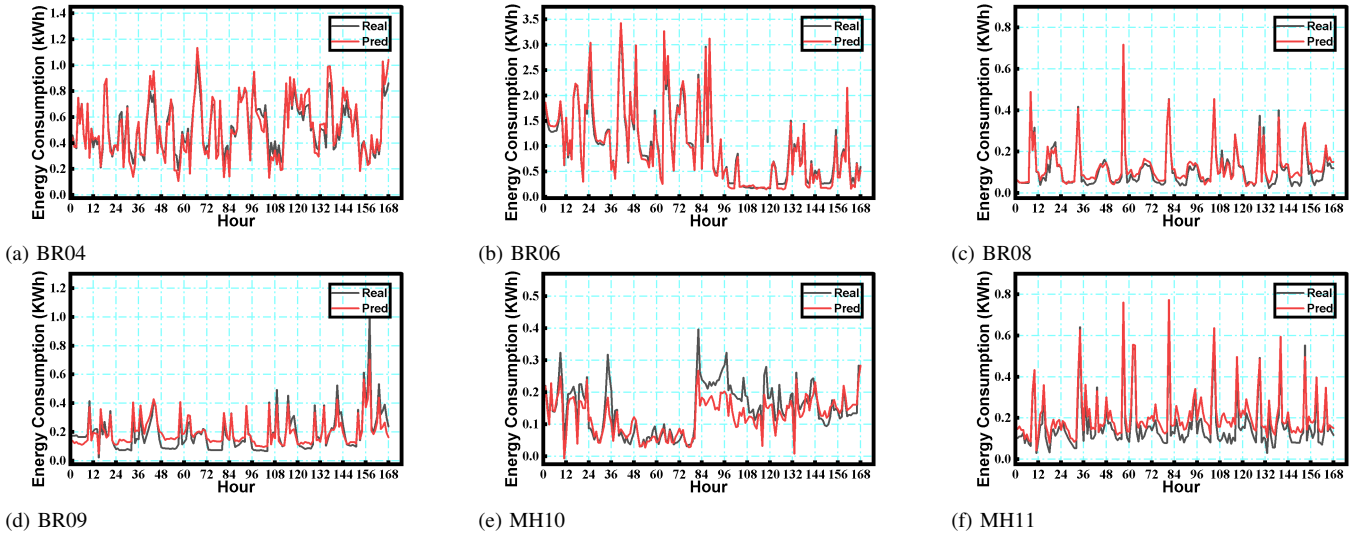 Energy Consumption (kWh)
1.4
1.2
1.0
0.8
0.6
0.4
0.2
0.0
Real
Pred
0 12 24 36 48 60 72 84 96 108 120 132 144 156 168
Hour
(a) BR04
Energy Consumption (KWh)
3.5
3.0
2.5
2.0
1.5
1.0
0.5
0.0
Real
Pred
0 12 24 36 48 60 72 84 96 108 120 132 144 156 168
Hour
(b) BR06
Energy Consumption (KWh)
0.8
0.6
0.4
0.2
0.0
Real
Pred
0 12 24 36 48 60 72 84 96 108 120 132 144 156 168
Hour
(c) BR08
Energy Consumption (KWh)
1.2
1.0
0.8
0.6
0.4
0.2
0.0
Real
Pred
0 12 24 36 48 60 72 84 96 108 120 132 144 156 168
Hour
(d) BR09
Energy Consumption (KWh)
0.5
0.4
0.3
0.2
0.1
0.0
Real
Pred
0 12 24 36 48 60 72 84 96 108 120 132 144 156 168
Hour
(e) MH10
Energy Consumption (KWh)
0.8
0.6
0.4
0.2
0.0
Real
Pred
0 12 24 36 48 60 72 84 96 108 120 132 144 156 168
Hour
(f) MH11